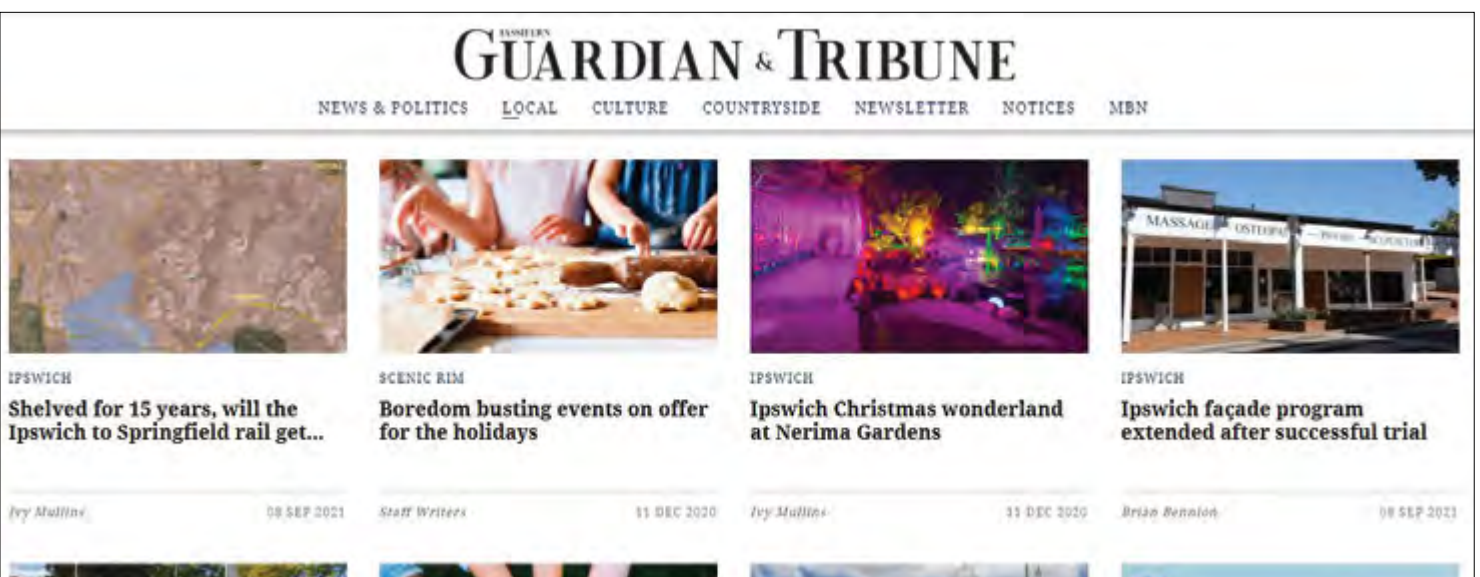 FASSIFERN
GUARDIAN & TRIBUNE
NEWS & POLITICS LOCAL CULTURE COUNTRYSIDE NEWSLETTER NOTICES MBN
MASSAGE OSTEOPA
IPSWICH
Shelved for 15 years, will the
Ipswich to Springfield rail get...
Ivy Mullins 08 SEP 2021
SCENIC RIM
Boredom busting events on offer
for the holidays
Staff Writers 11 DEC 2020
IPSWICH
Ipswich Christmas wonderland
at Nerima Gardens
Ivy Mullins 11 DEC 2020
IPSWICH
Ipswich façade program
extended after successful trial
Brian Bennion 08 SEP 2021